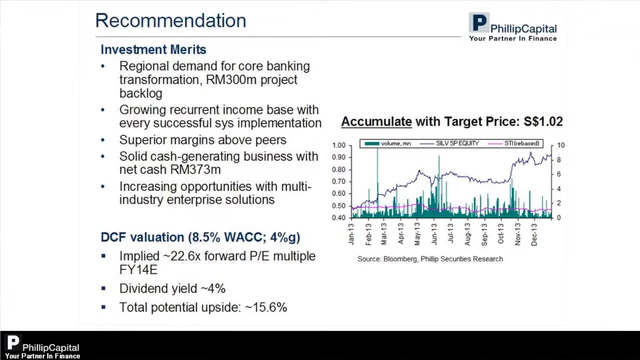 Recommendation
PhillipCapital
Your Partner In Finance
Investment Merits
• Regional demand for core banking
transformation, RM300m project
backlog
• Growing recurrent income base with
every successful sys implementation
• Superior margins above peers
• Solid cash-generating business with
net cash RM373m
• Increasing opportunities with multi-
industry enterprise solutions
DCF valuation (8.5% WACC; 4%g)
▪ Implied ~22.6x forward P/E multiple
FY14E
▪ Dividend yield ~4%
▪ Total potential upside: ~15.6%
Accumulate with Target Price: S$1.02
volume, mn SILV SP EQUITY STI (rebased)
1.00
0.90
0.80
0.70
0.60
0.50
0.40
10
8
6
4
2
0
Jan-13
Feb-13
Mar-13
Apr-13
May-13
Jun-13
Jul-13
Aug-13
Sep-13
Oct-13
Nov-13
Dec-13
Source: Bloomberg, Phillip Securities Research
PhillipCapital
Your Partner In Finance